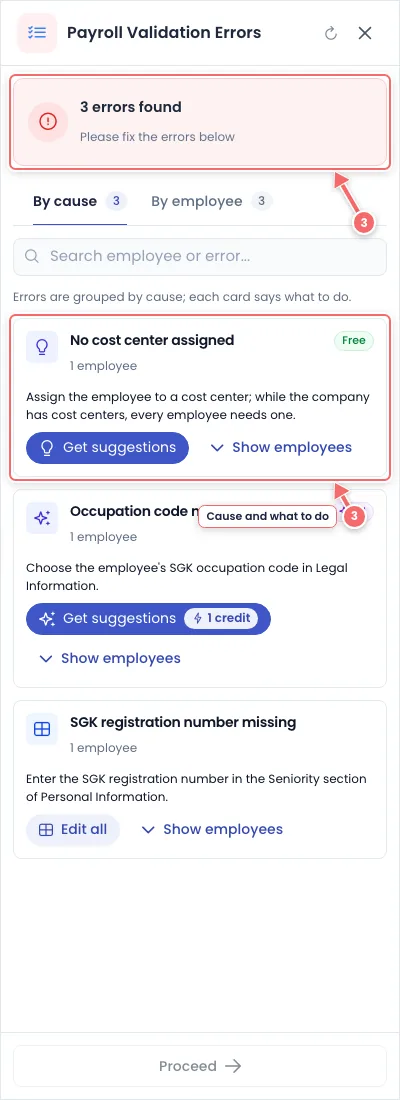 Payroll Validation Errors
3 errors found
Please fix the errors below
3
By cause 3 By employee 3
Search employee or error...
Errors are grouped by cause; each card says what to do.
No cost center assigned Free
1 employee
Assign the employee to a cost center; while the company
has cost centers, every employee needs one.
Get suggestions Show employees
Occupation code
Cause and what to do 3
1 employee
Choose the employee's SGK occupation code in Legal
Information.
Get suggestions 1 credit
Show employees
SGK registration number missing
1 employee
Enter the SGK registration number in the Seniority section
of Personal Information.
Edit all Show employees
Proceed